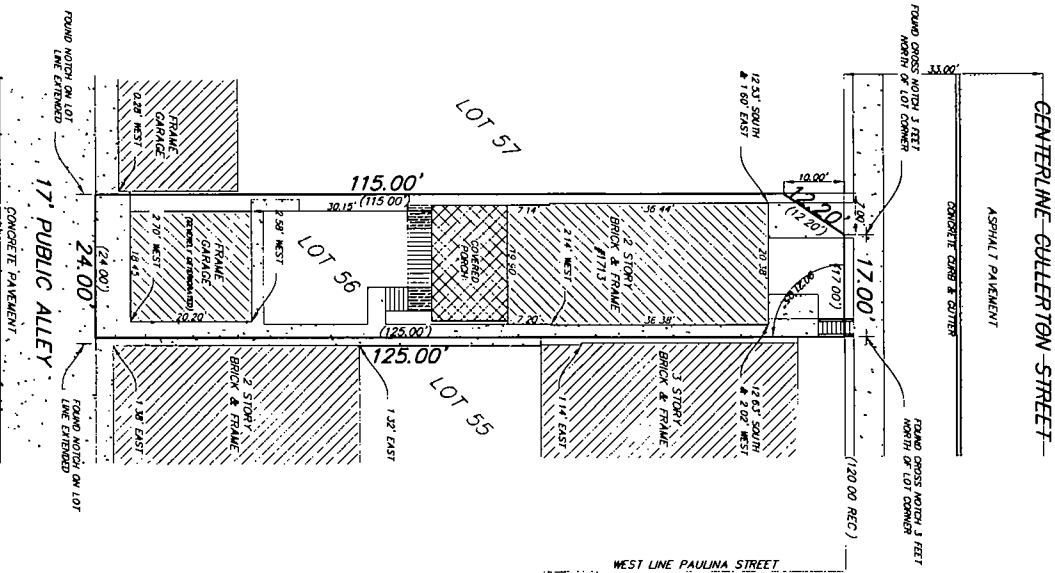 CENTERLINE CULLERTON STREET
33.00'
ASPHALT PAVEMENT
CONCRETE CURB & GUTTER
FOUND CROSS NOTCH 3 FEET
NORTH OF LOT CORNER
FOUND CROSS NOTCH 3 FEET
NORTH OF LOT CORNER
10.00'
7.00'
12.20'
(12.20')
17.00'
(17.00')
(120.00 REC)
WEST LINE PAULINA STREET
12.53' SOUTH
& 1.60' EAST
12.63' SOUTH
& 2.02' WEST
20.38'
LOT 57
115.00'
(115.00')
36.44'
7.14'
2 STORY
BRICK & FRAME
#1713
2.14' WEST
36.38'
7.20'
COVERED
PORCH
19.60'
30.15'
LOT 56
(125.00')
125.00'
LOT 55
3 STORY
BRICK & FRAME
1.14' EAST
1.32' EAST
2 STORY
BRICK & FRAME
1.38' EAST
2.58' WEST
FRAME
GARAGE
20.20'
18.43'
2.70' WEST
FRAME
GARAGE
0.28' WEST
FOUND NOTCH ON LOT
LINE EXTENDED
FOUND NOTCH ON LOT
LINE EXTENDED
(24.00')
24.00'
17' PUBLIC ALLEY
CONCRETE PAVEMENT